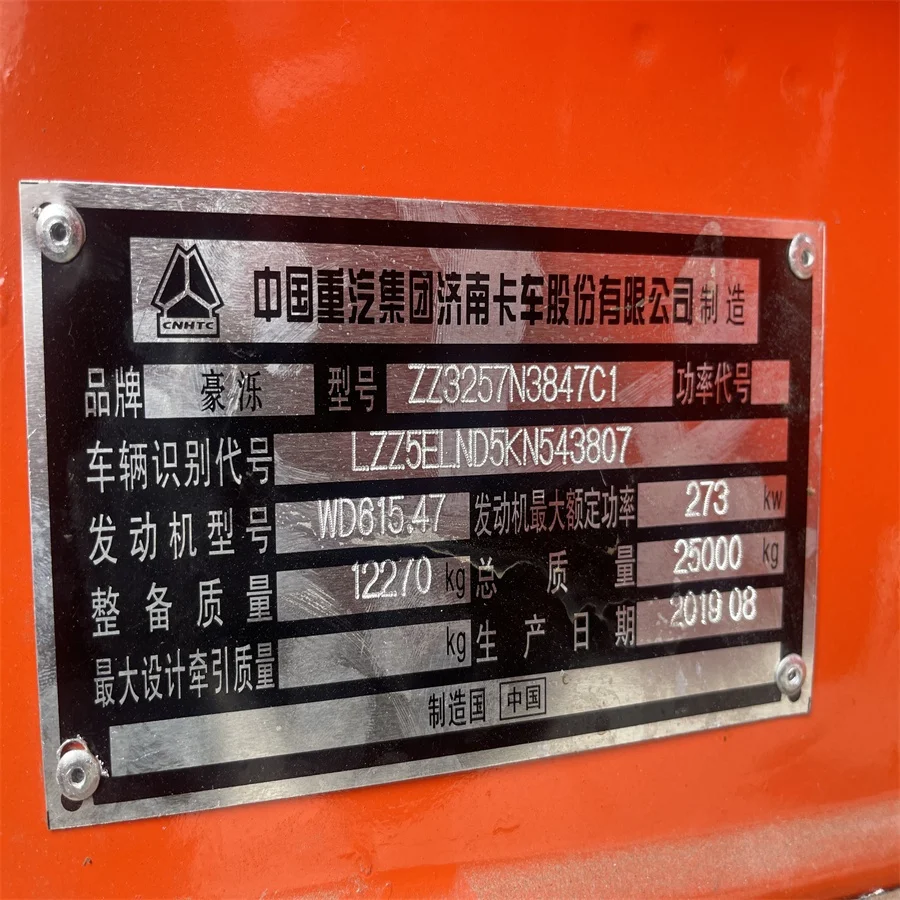 CNHTC 中国重汽集团济南卡车股份有限公司制造
品牌 豪泺 型号 ZZ3257N3847C1 功率代号
车辆识别代号 LZZ5ELND5KN543807
发动机型号 WD615.47 发动机最大额定功率 273 kw
整备质量 12270 kg 总质量 25000 kg
最大设计牵引质量 kg 生产日期 2019 08
制造国 中国